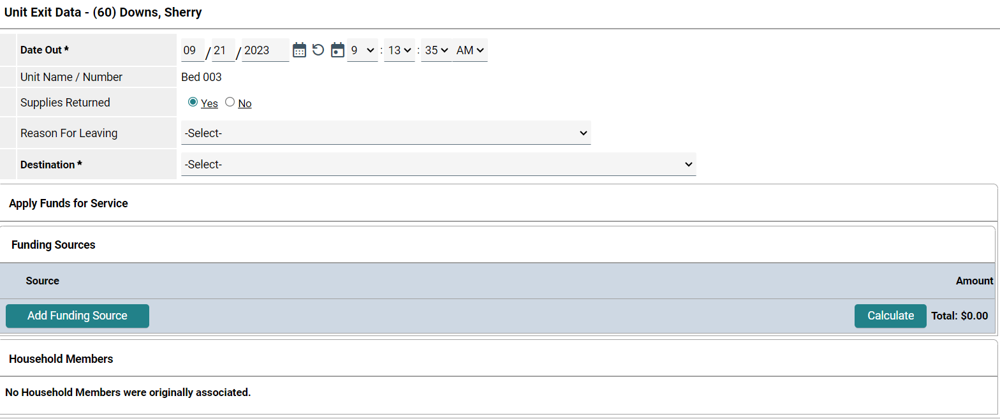 Unit Exit Data - (60) Downs, Sherry
Date Out * 09 / 21 / 2023 9 : 13 : 35 AM
Unit Name / Number Bed 003
Supplies Returned Yes No
Reason For Leaving -Select-
Destination * -Select-
Apply Funds for Service
Funding Sources
Source Amount
Add Funding Source Calculate Total: $0.00
Household Members
No Household Members were originally associated.